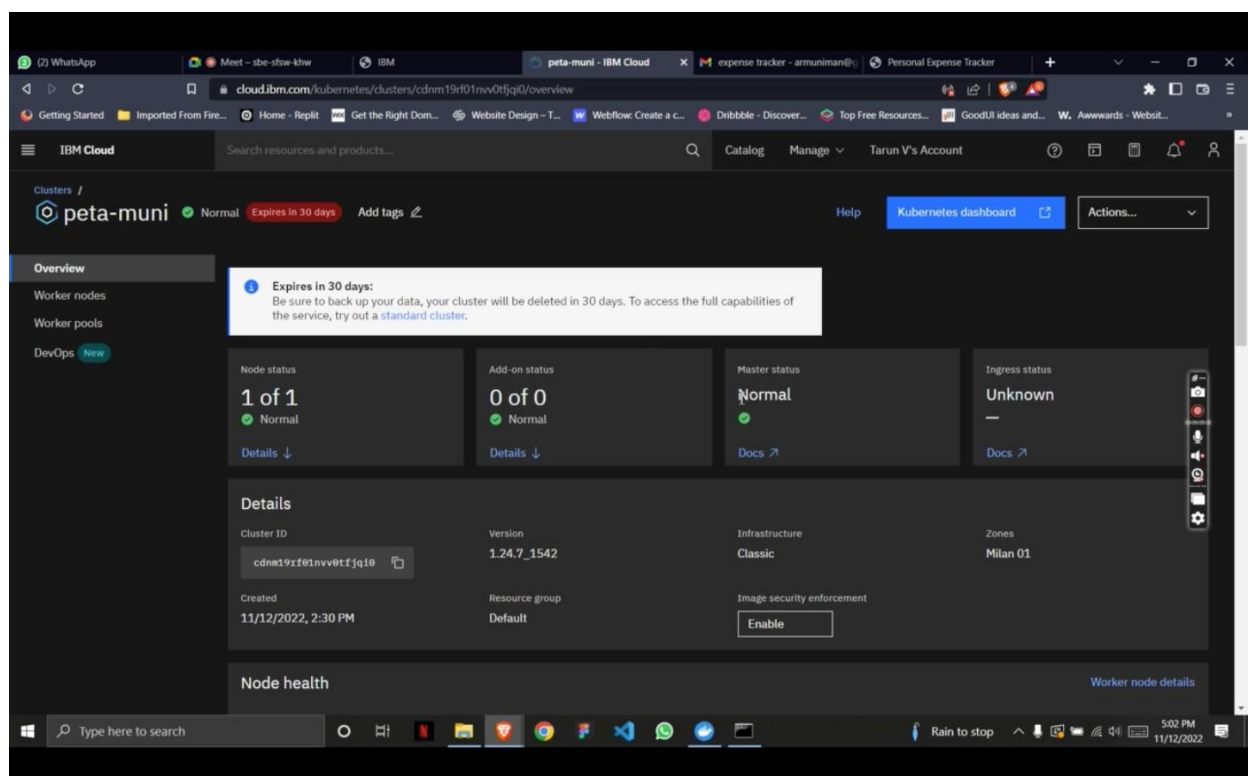 (2) WhatsApp
Meet – sbe-sfsw-khw
IBM
peta-muni - IBM Cloud
expense tracker - armuniman@g
Personal Expense Tracker
cloud.ibm.com/kubernetes/clusters/cdnm19rf01nvv0tfjqi0/overview
Getting Started
Imported From Fire...
Home - Replit
Get the Right Dom...
Website Design – T...
Webflow: Create a c...
Dribbble - Discover...
Top Free Resources...
GoodUI ideas and...
W. Awwwards - Websit...
IBM Cloud
Search resources and products...
Catalog
Manage
Tarun V's Account
Clusters /
peta-muni
Normal
Expires in 30 days
Add tags
Help
Kubernetes dashboard
Actions...
Overview
Worker nodes
Worker pools
DevOps New
Expires in 30 days:
Be sure to back up your data, your cluster will be deleted in 30 days. To access the full capabilities of
the service, try out a standard cluster.
Node status
1 of 1
Normal
Details ↓
Add-on status
0 of 0
Normal
Details ↓
Master status
Normal
Docs ↗
Ingress status
Unknown
—
Docs ↗
Details
Cluster ID
cdnm19rf01nvv0tfjqi0
Version
1.24.7_1542
Infrastructure
Classic
Zones
Milan 01
Created
11/12/2022, 2:30 PM
Resource group
Default
Image security enforcement
Enable
Node health
Worker node details
Type here to search
Rain to stop
5:02 PM
11/12/2022